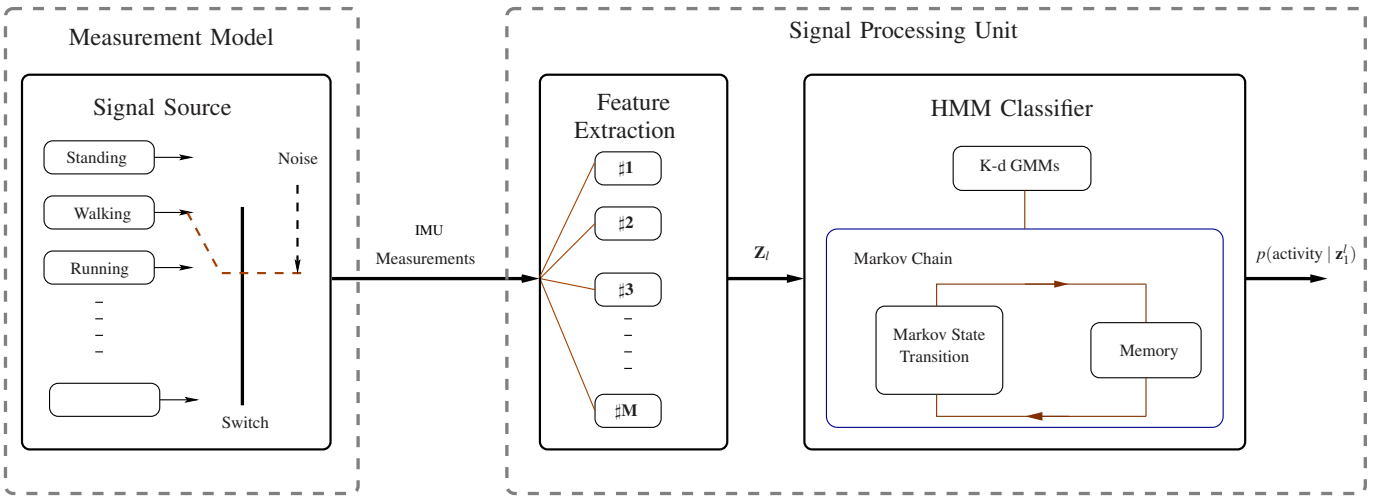 Measurement Model
Signal Source
Standing
Walking
Running
Noise
Switch
IMU
Measurements
Signal Processing Unit
Feature
Extraction
♯1
♯2
♯3
♯M
Z_l
HMM Classifier
K-d GMMs
Markov Chain
Markov State
Transition
Memory
p(activity | z_1^l)